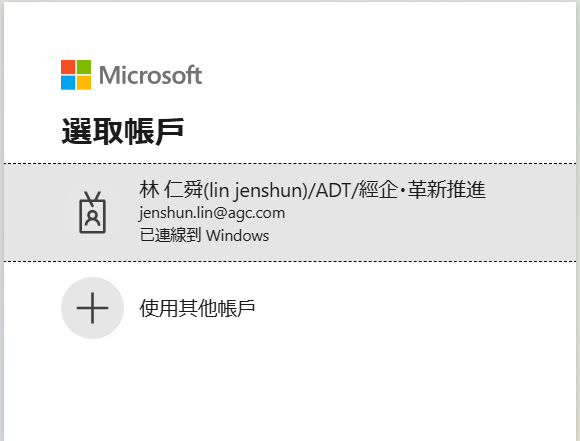 Microsoft
選取帳戶
林 仁舜(lin jenshun)/ADT/經企・革新推進
jenshun.lin@agc.com
已連線到 Windows
使用其他帳戶